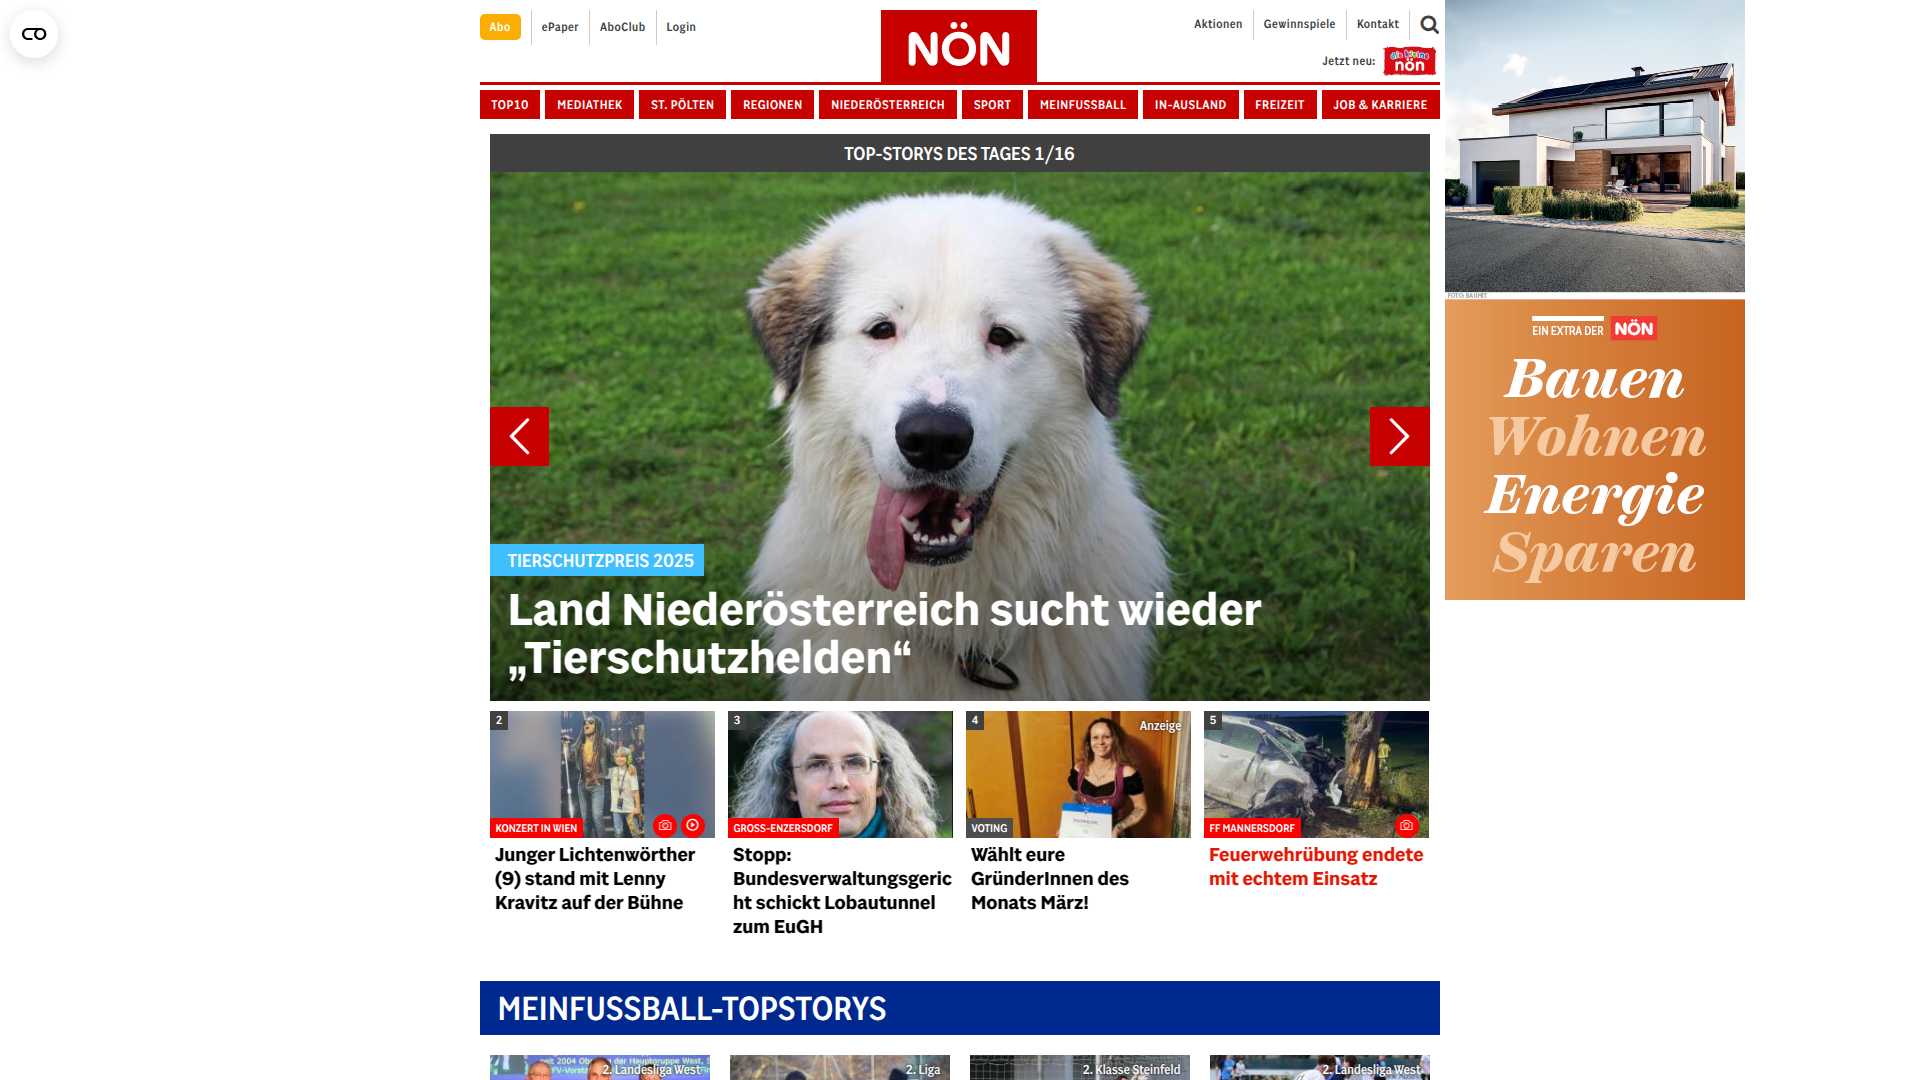 Abo
ePaper
AboClub
Login
NÖN
Aktionen
Gewinnspiele
Kontakt
Jetzt neu:
die kleine
nön
TOP10
MEDIATHEK
ST. PÖLTEN
REGIONEN
NIEDERÖSTERREICH
SPORT
MEINFUSSBALL
IN-AUSLAND
FREIZEIT
JOB & KARRIERE
TOP-STORYS DES TAGES 1/16
TIERSCHUTZPREIS 2025
Land Niederösterreich sucht wieder
„Tierschutzhelden“
FOTO: BAUMIT
EIN EXTRA DER NÖN
Bauen
Wohnen
Energie
Sparen
2
KONZERT IN WIEN
Junger Lichtenwörther
(9) stand mit Lenny
Kravitz auf der Bühne
3
GROSS-ENZERSDORF
Stopp:
Bundesverwaltungsgeric
ht schickt Lobautunnel
zum EuGH
4
Anzeige
VOTING
Wählt eure
GründerInnen des
Monats März!
5
FF MANNERSDORF
Feuerwehrübung endete
mit echtem Einsatz
MEINFUSSBALL-TOPSTORYS
2. Landesliga West
2. Liga
2. Klasse Steinfeld
2. Landesliga West